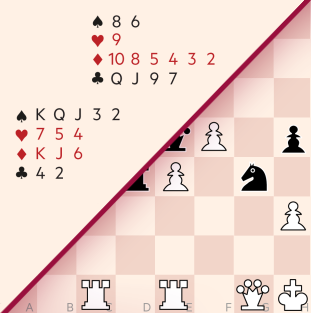 ♠ 8 6
♥ 9
♦ 10 8 5 4 3 2
♣ Q J 9 7
♠ K Q J 3 2
♥ 7 5 4
♦ K J 6
♣ 4 2
A B D E F G H